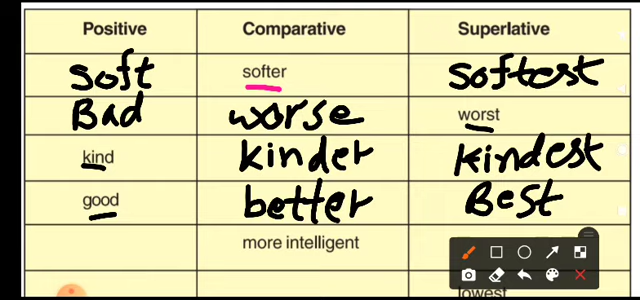 Positive Comparative Superlative
soft softer softest
Bad worse worst
kind kinder kindest
good better Best
more intelligent
lowest